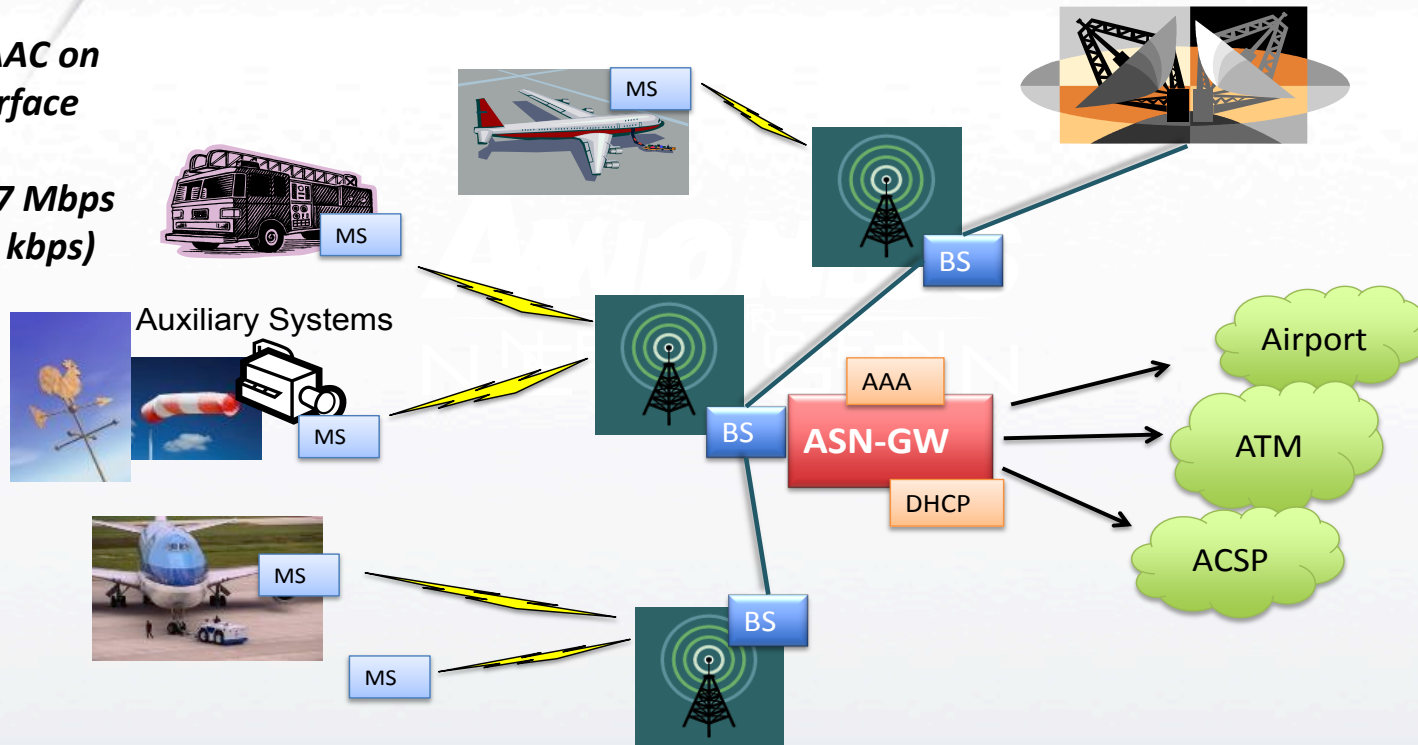 AAC on
rface
7 Mbps
kbps)
MS
MS
Auxiliary Systems
MS
MS
MS
BS
BS
BS
AAA
ASN-GW
DHCP
Airport
ATM
ACSP